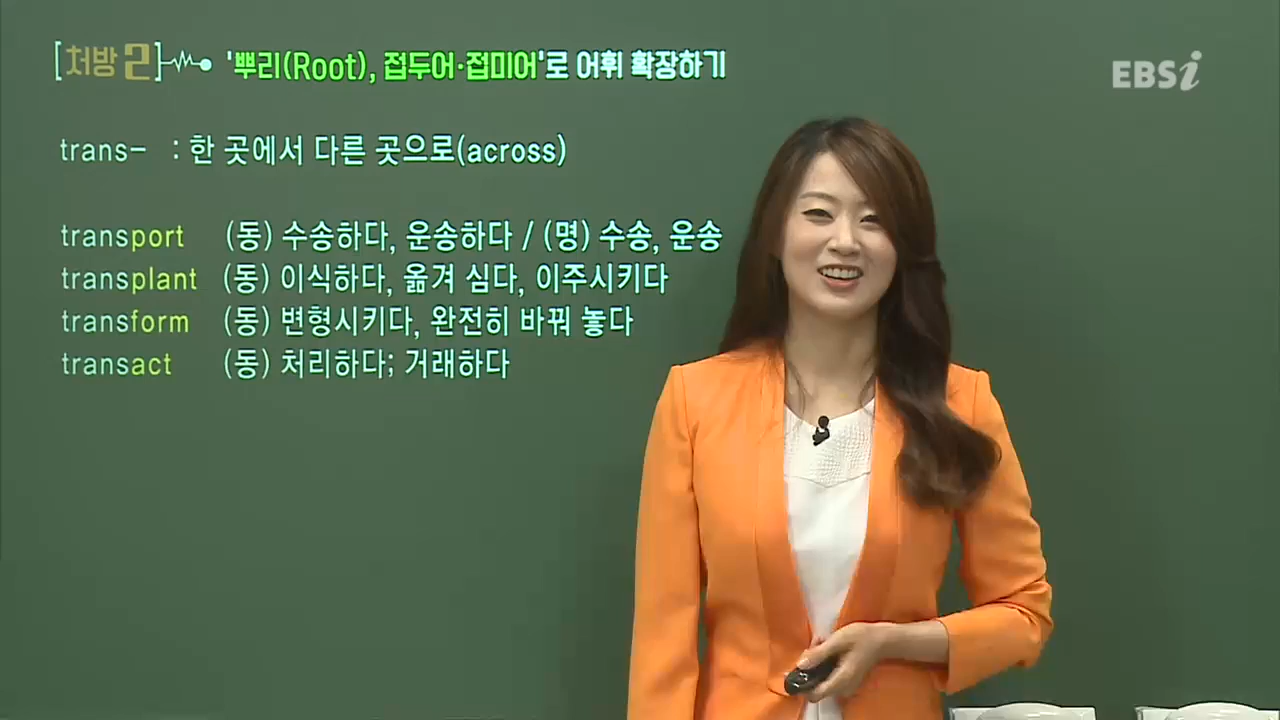 [처방2] '뿌리(Root), 접두어·접미어'로 어휘 확장하기
EBSi
trans- : 한 곳에서 다른 곳으로(across)
transport (동) 수송하다, 운송하다 / (명) 수송, 운송
transplant (동) 이식하다, 옮겨 심다, 이주시키다
transform (동) 변형시키다, 완전히 바꿔 놓다
transact (동) 처리하다; 거래하다